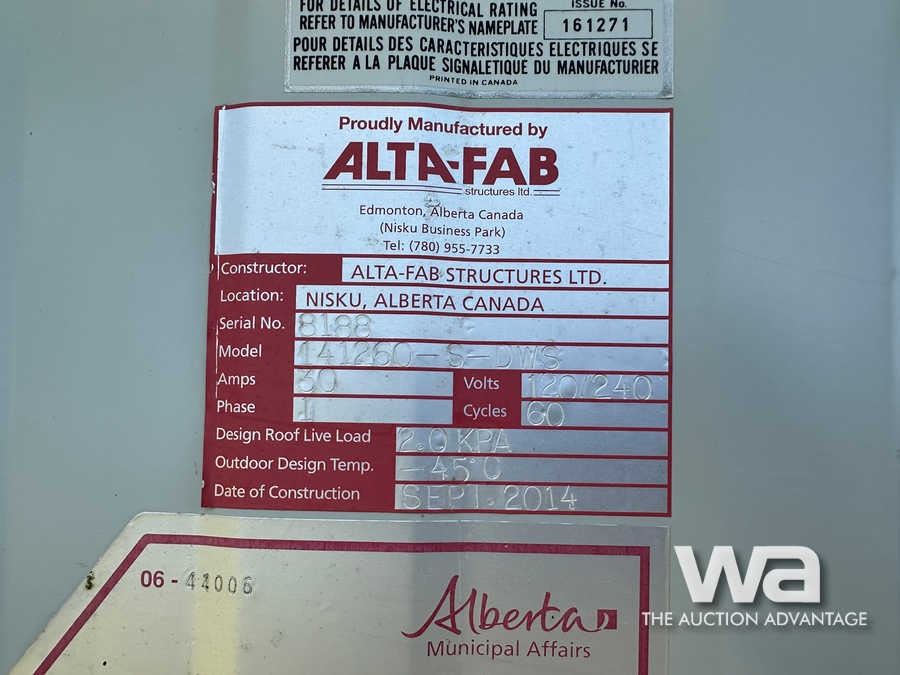 FOR DETAILS OF ELECTRICAL RATING
REFER TO MANUFACTURER'S NAMEPLATE
ISSUE No.
161271
POUR DETAILS DES CARACTERISTIQUES ELECTRIQUES SE
REFERER A LA PLAQUE SIGNALETIQUE DU MANUFACTURIER
PRINTED IN CANADA
Proudly Manufactured by
ALTA-FAB
structures ltd.
Edmonton, Alberta Canada
(Nisku Business Park)
Tel: (780) 955-7733
Constructor: ALTA-FAB STRUCTURES LTD.
Location: NISKU, ALBERTA CANADA
Serial No. 8188
Model 141260-S-DWS
Amps 30 Volts 120/240
Phase 1 Cycles 60
Design Roof Live Load 2.0 KPA
Outdoor Design Temp. -45°C
Date of Construction SEPT. 2014
06 - 44006
Alberta
Municipal Affairs
wa
THE AUCTION ADVANTAGE